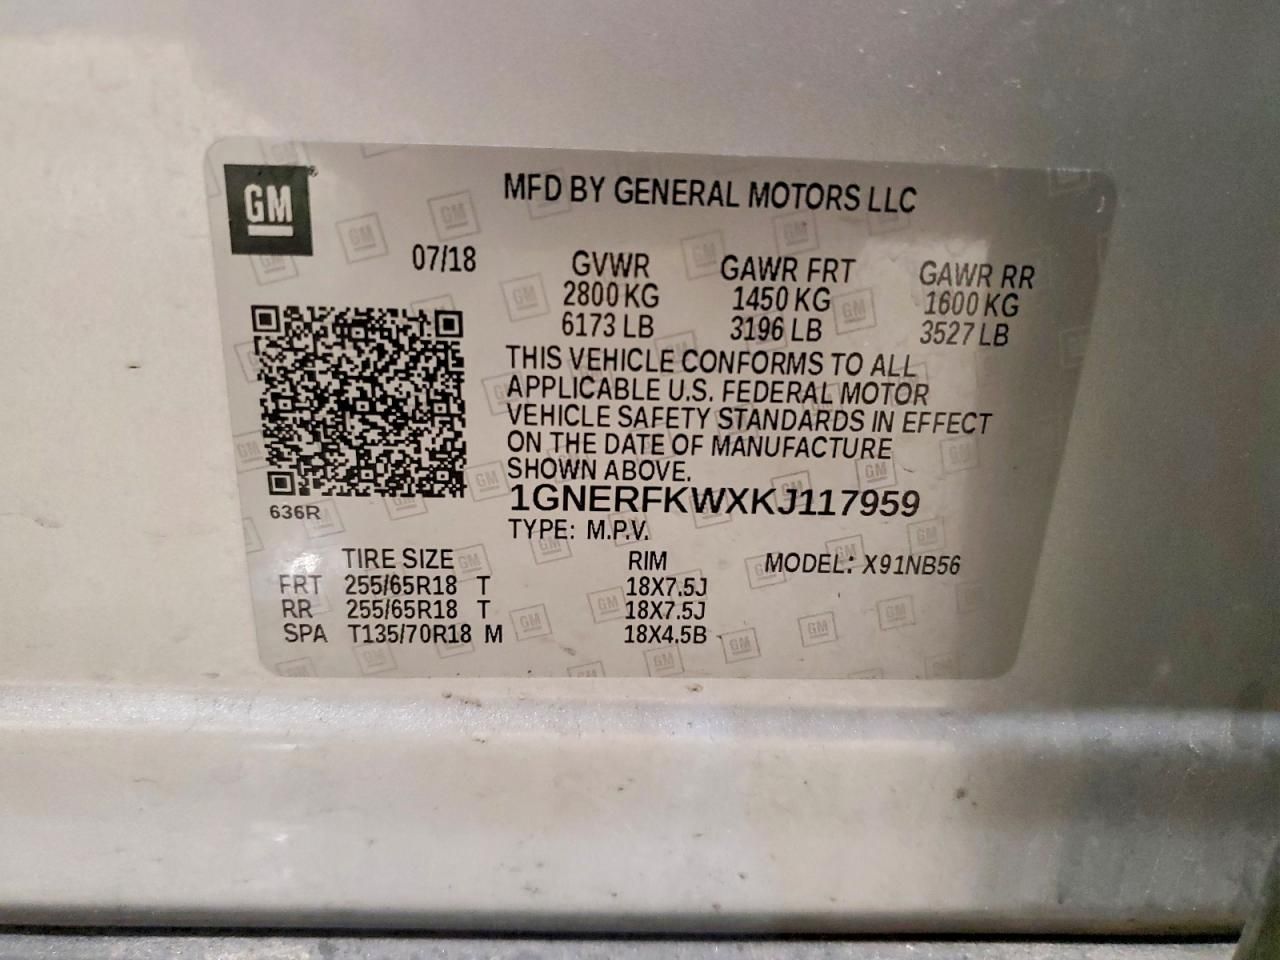 GM
MFD BY GENERAL MOTORS LLC
07/18
GVWR GAWR FRT GAWR RR
2800 KG 1450 KG 1600 KG
6173 LB 3196 LB 3527 LB
THIS VEHICLE CONFORMS TO ALL
APPLICABLE U.S. FEDERAL MOTOR
VEHICLE SAFETY STANDARDS IN EFFECT
ON THE DATE OF MANUFACTURE
SHOWN ABOVE.
636R
1GNERFKWXKJ117959
TYPE: M.P.V.
TIRE SIZE RIM MODEL: X91NB56
FRT 255/65R18 T 18X7.5J
RR 255/65R18 T 18X7.5J
SPA T135/70R18 M 18X4.5B